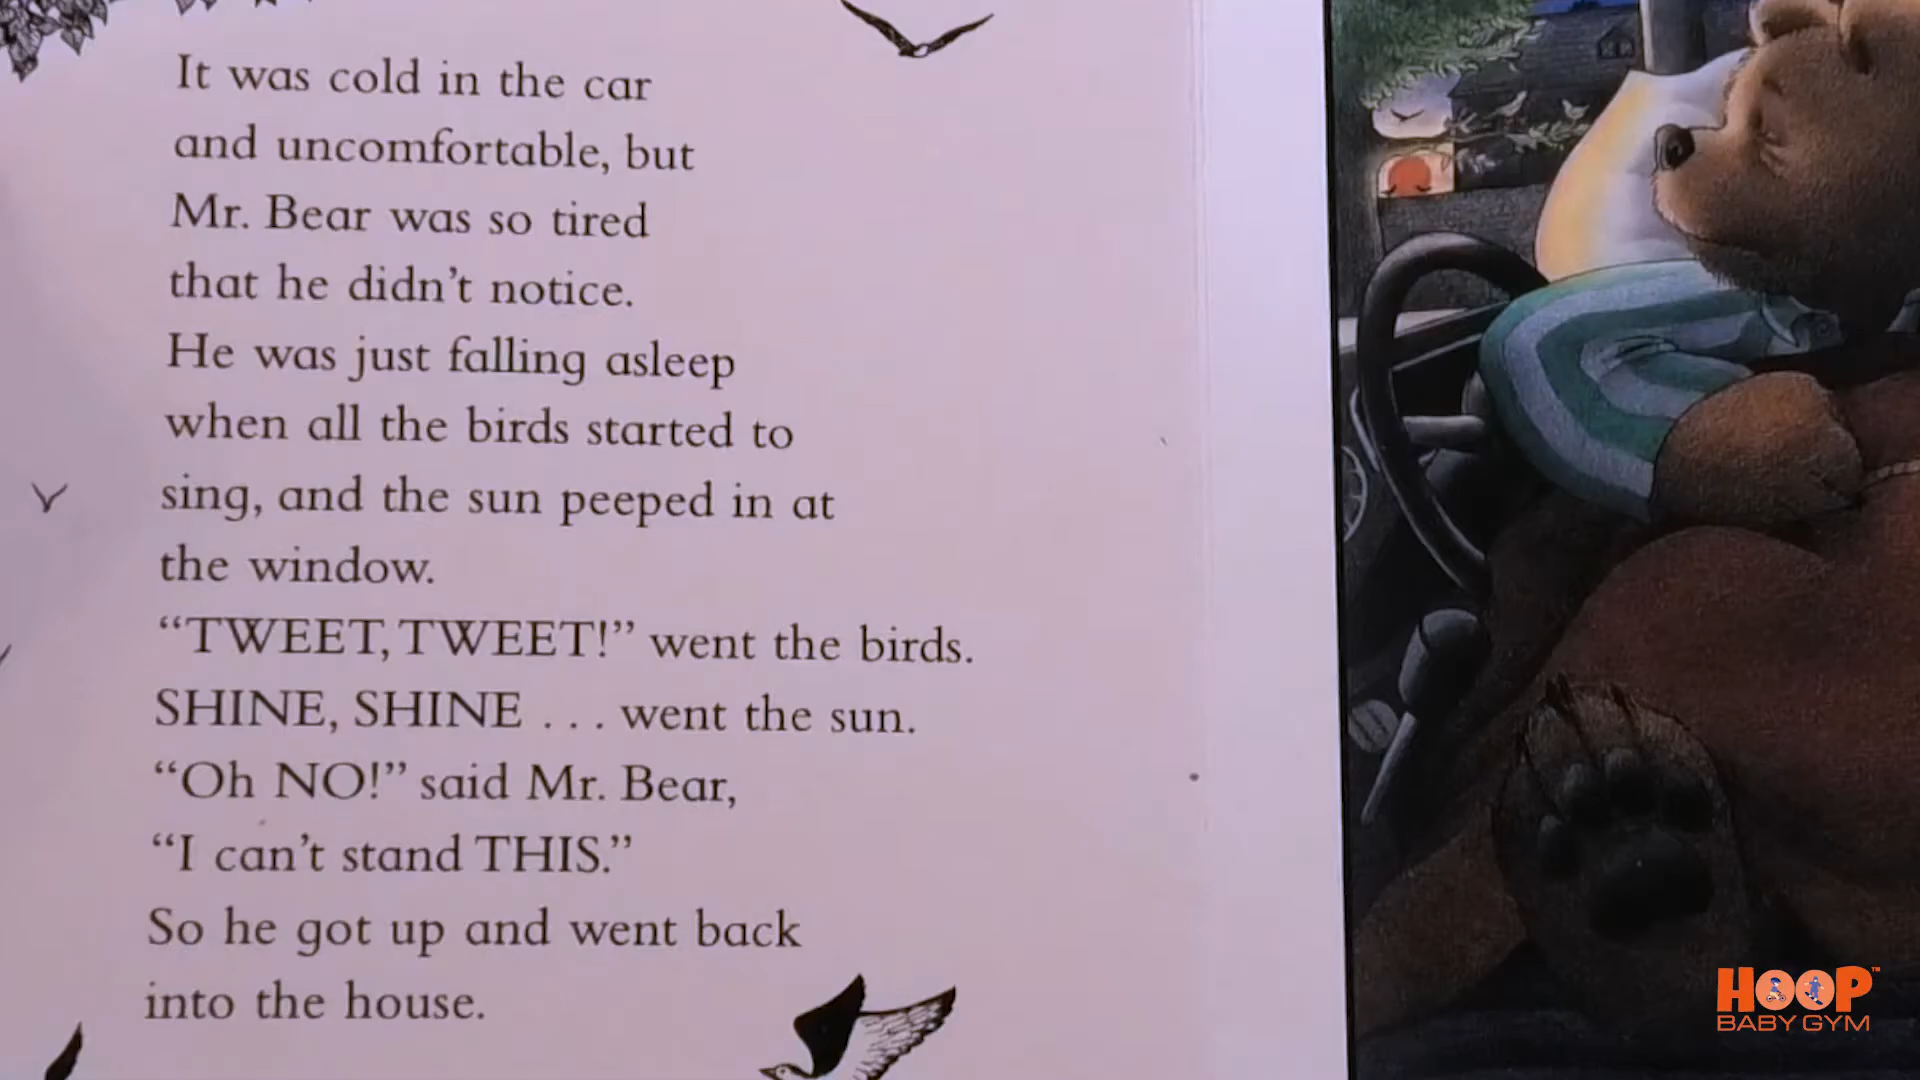 It was cold in the car
and uncomfortable, but
Mr. Bear was so tired
that he didn't notice.
He was just falling asleep
when all the birds started to
sing, and the sun peeped in at
the window.
“TWEET, TWEET!” went the birds.
SHINE, SHINE . . . went the sun.
“Oh NO!” said Mr. Bear,
“I can't stand THIS.”
So he got up and went back
into the house.
HOOP™
BABY GYM